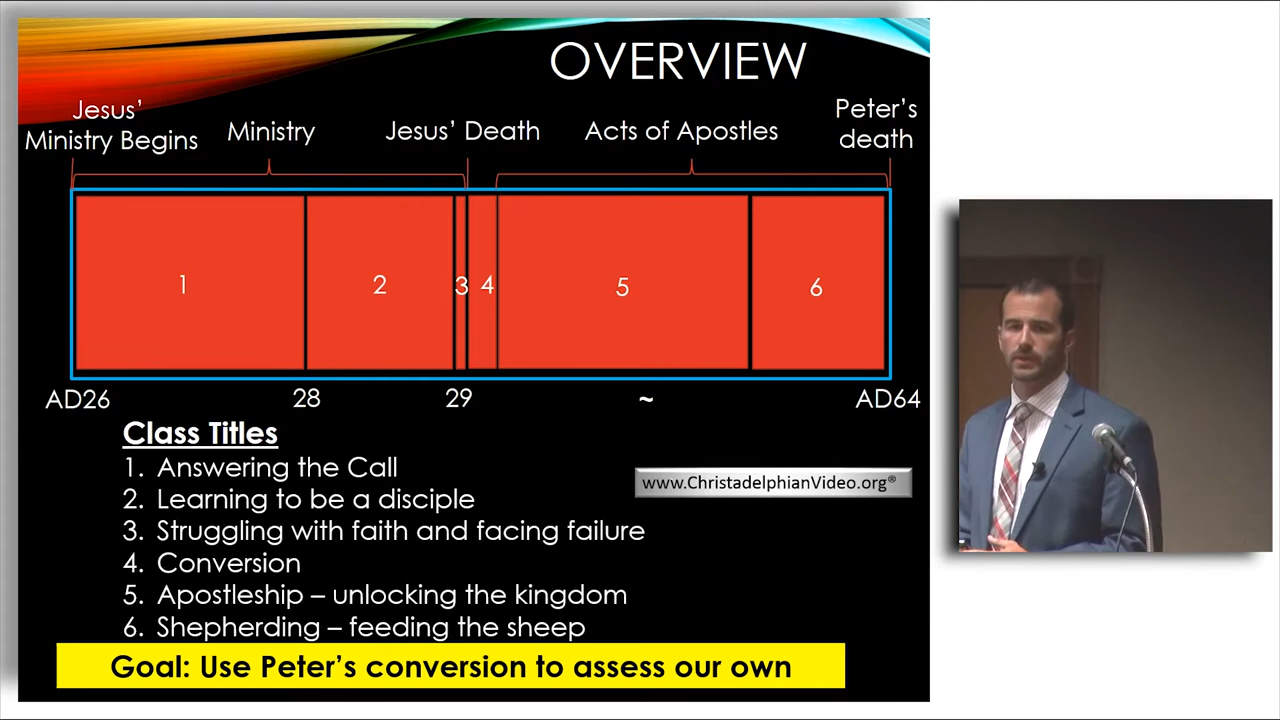 OVERVIEW
Jesus’
Ministry Begins
Ministry
Jesus’ Death
Acts of Apostles
Peter’s
death
1
2
3
4
5
6
AD26
28
29
~
AD64
Class Titles
1. Answering the Call
2. Learning to be a disciple
3. Struggling with faith and facing failure
4. Conversion
5. Apostleship – unlocking the kingdom
6. Shepherding – feeding the sheep
www.ChristadelphianVideo.org®
Goal: Use Peter’s conversion to assess our own